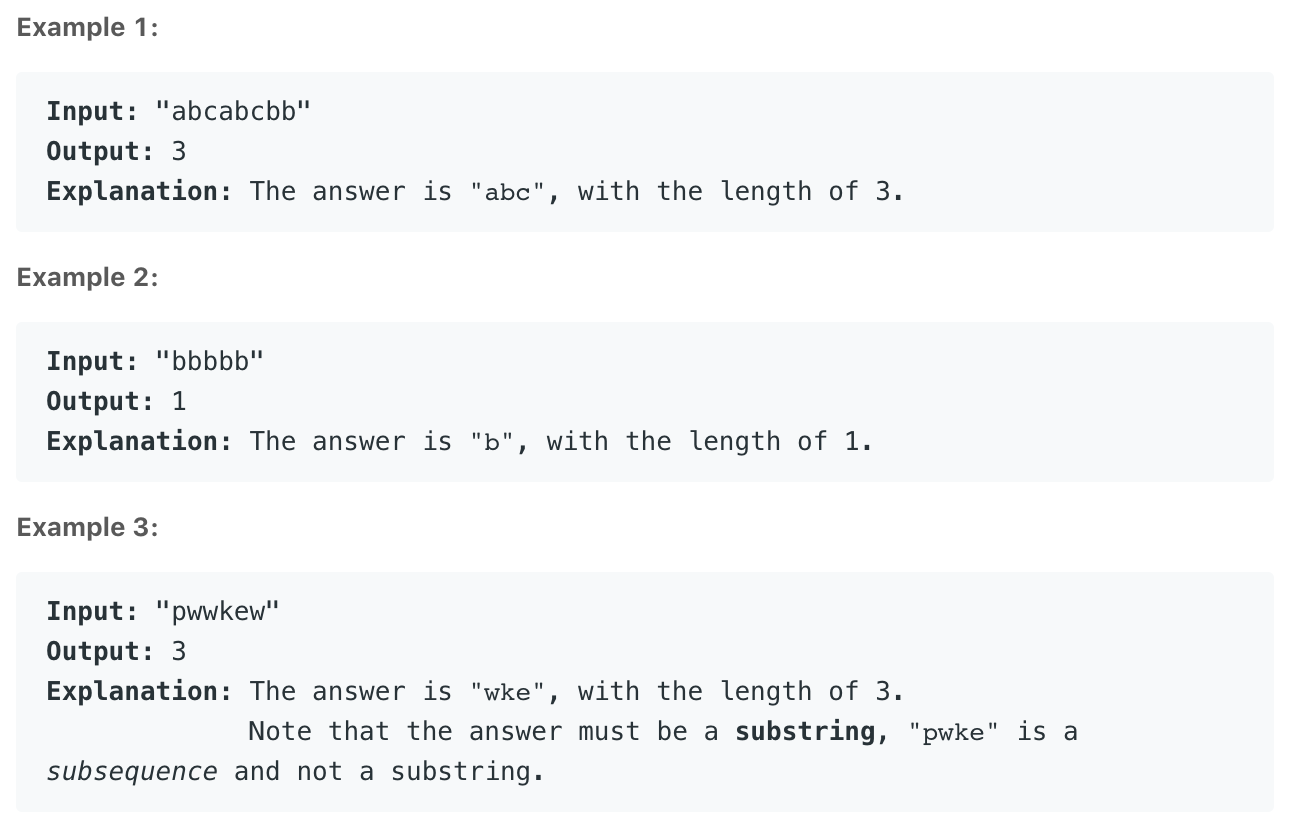 Example 1:
Input: "abcabcbb"
Output: 3
Explanation: The answer is "abc", with the length of 3.
Example 2:
Input: "bbbbb"
Output: 1
Explanation: The answer is "b", with the length of 1.
Example 3:
Input: "pwwkew"
Output: 3
Explanation: The answer is "wke", with the length of 3.
Note that the answer must be a substring, "pwke" is a
subsequence and not a substring.